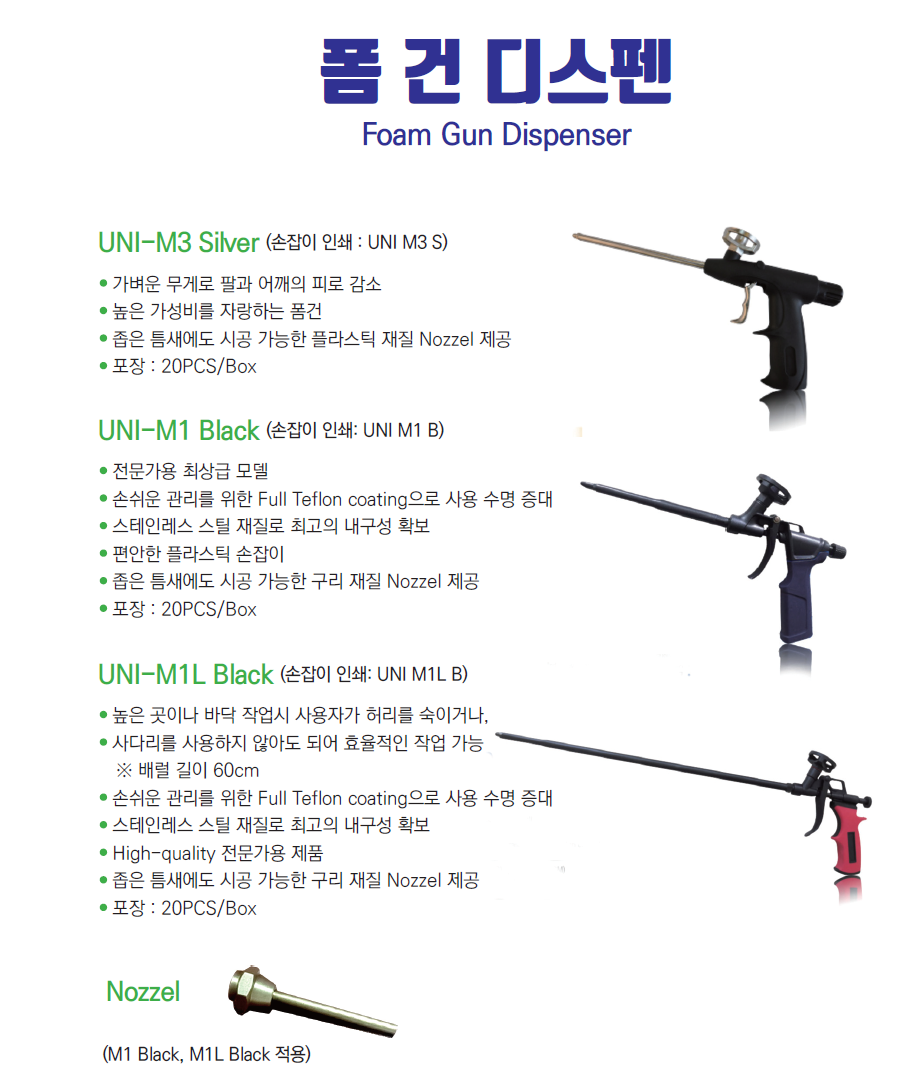 폼 건 디스펜
Foam Gun Dispenser
UNI-M3 Silver (손잡이 인쇄 : UNI M3 S)
• 가벼운 무게로 팔과 어깨의 피로 감소
• 높은 가성비를 자랑하는 폼건
• 좁은 틈새에도 시공 가능한 플라스틱 재질 Nozzel 제공
• 포장 : 20PCS/Box
UNI-M1 Black (손잡이 인쇄: UNI M1 B)
• 전문가용 최상급 모델
• 손쉬운 관리를 위한 Full Teflon coating으로 사용 수명 증대
• 스테인레스 스틸 재질로 최고의 내구성 확보
• 편안한 플라스틱 손잡이
• 좁은 틈새에도 시공 가능한 구리 재질 Nozzel 제공
• 포장 : 20PCS/Box
UNI-M1L Black (손잡이 인쇄: UNI M1L B)
• 높은 곳이나 바닥 작업시 사용자가 허리를 숙이거나,
• 사다리를 사용하지 않아도 되어 효율적인 작업 가능
※ 배럴 길이 60cm
• 손쉬운 관리를 위한 Full Teflon coating으로 사용 수명 증대
• 스테인레스 스틸 재질로 최고의 내구성 확보
• High-quality 전문가용 제품
• 좁은 틈새에도 시공 가능한 구리 재질 Nozzel 제공
• 포장 : 20PCS/Box
Nozzel
(M1 Black, M1L Black 적용)